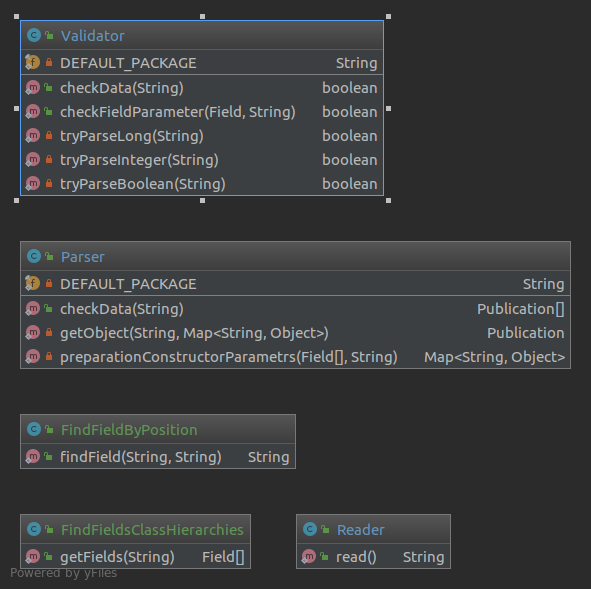 Validator
DEFAULT_PACKAGE String
checkData(String) boolean
checkFieldParameter(Field, String) boolean
tryParseLong(String) boolean
tryParseInteger(String) boolean
tryParseBoolean(String) boolean
Parser
DEFAULT_PACKAGE String
checkData(String) Publication[]
getObject(String, Map<String, Object>) Publication
preparationConstructorParametrs(Field[], String) Map<String, Object>
FindFieldByPosition
findField(String, String) String
FindFieldsClassHierarchies
getFields(String) Field[]
Reader
read() String
Powered by yFiles